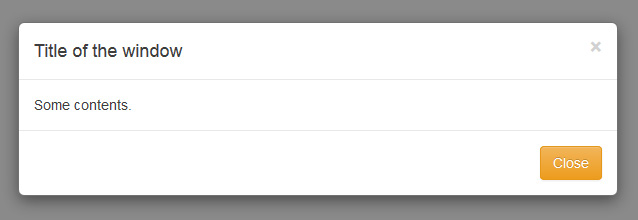 Title of the window
×
Some contents.
Close